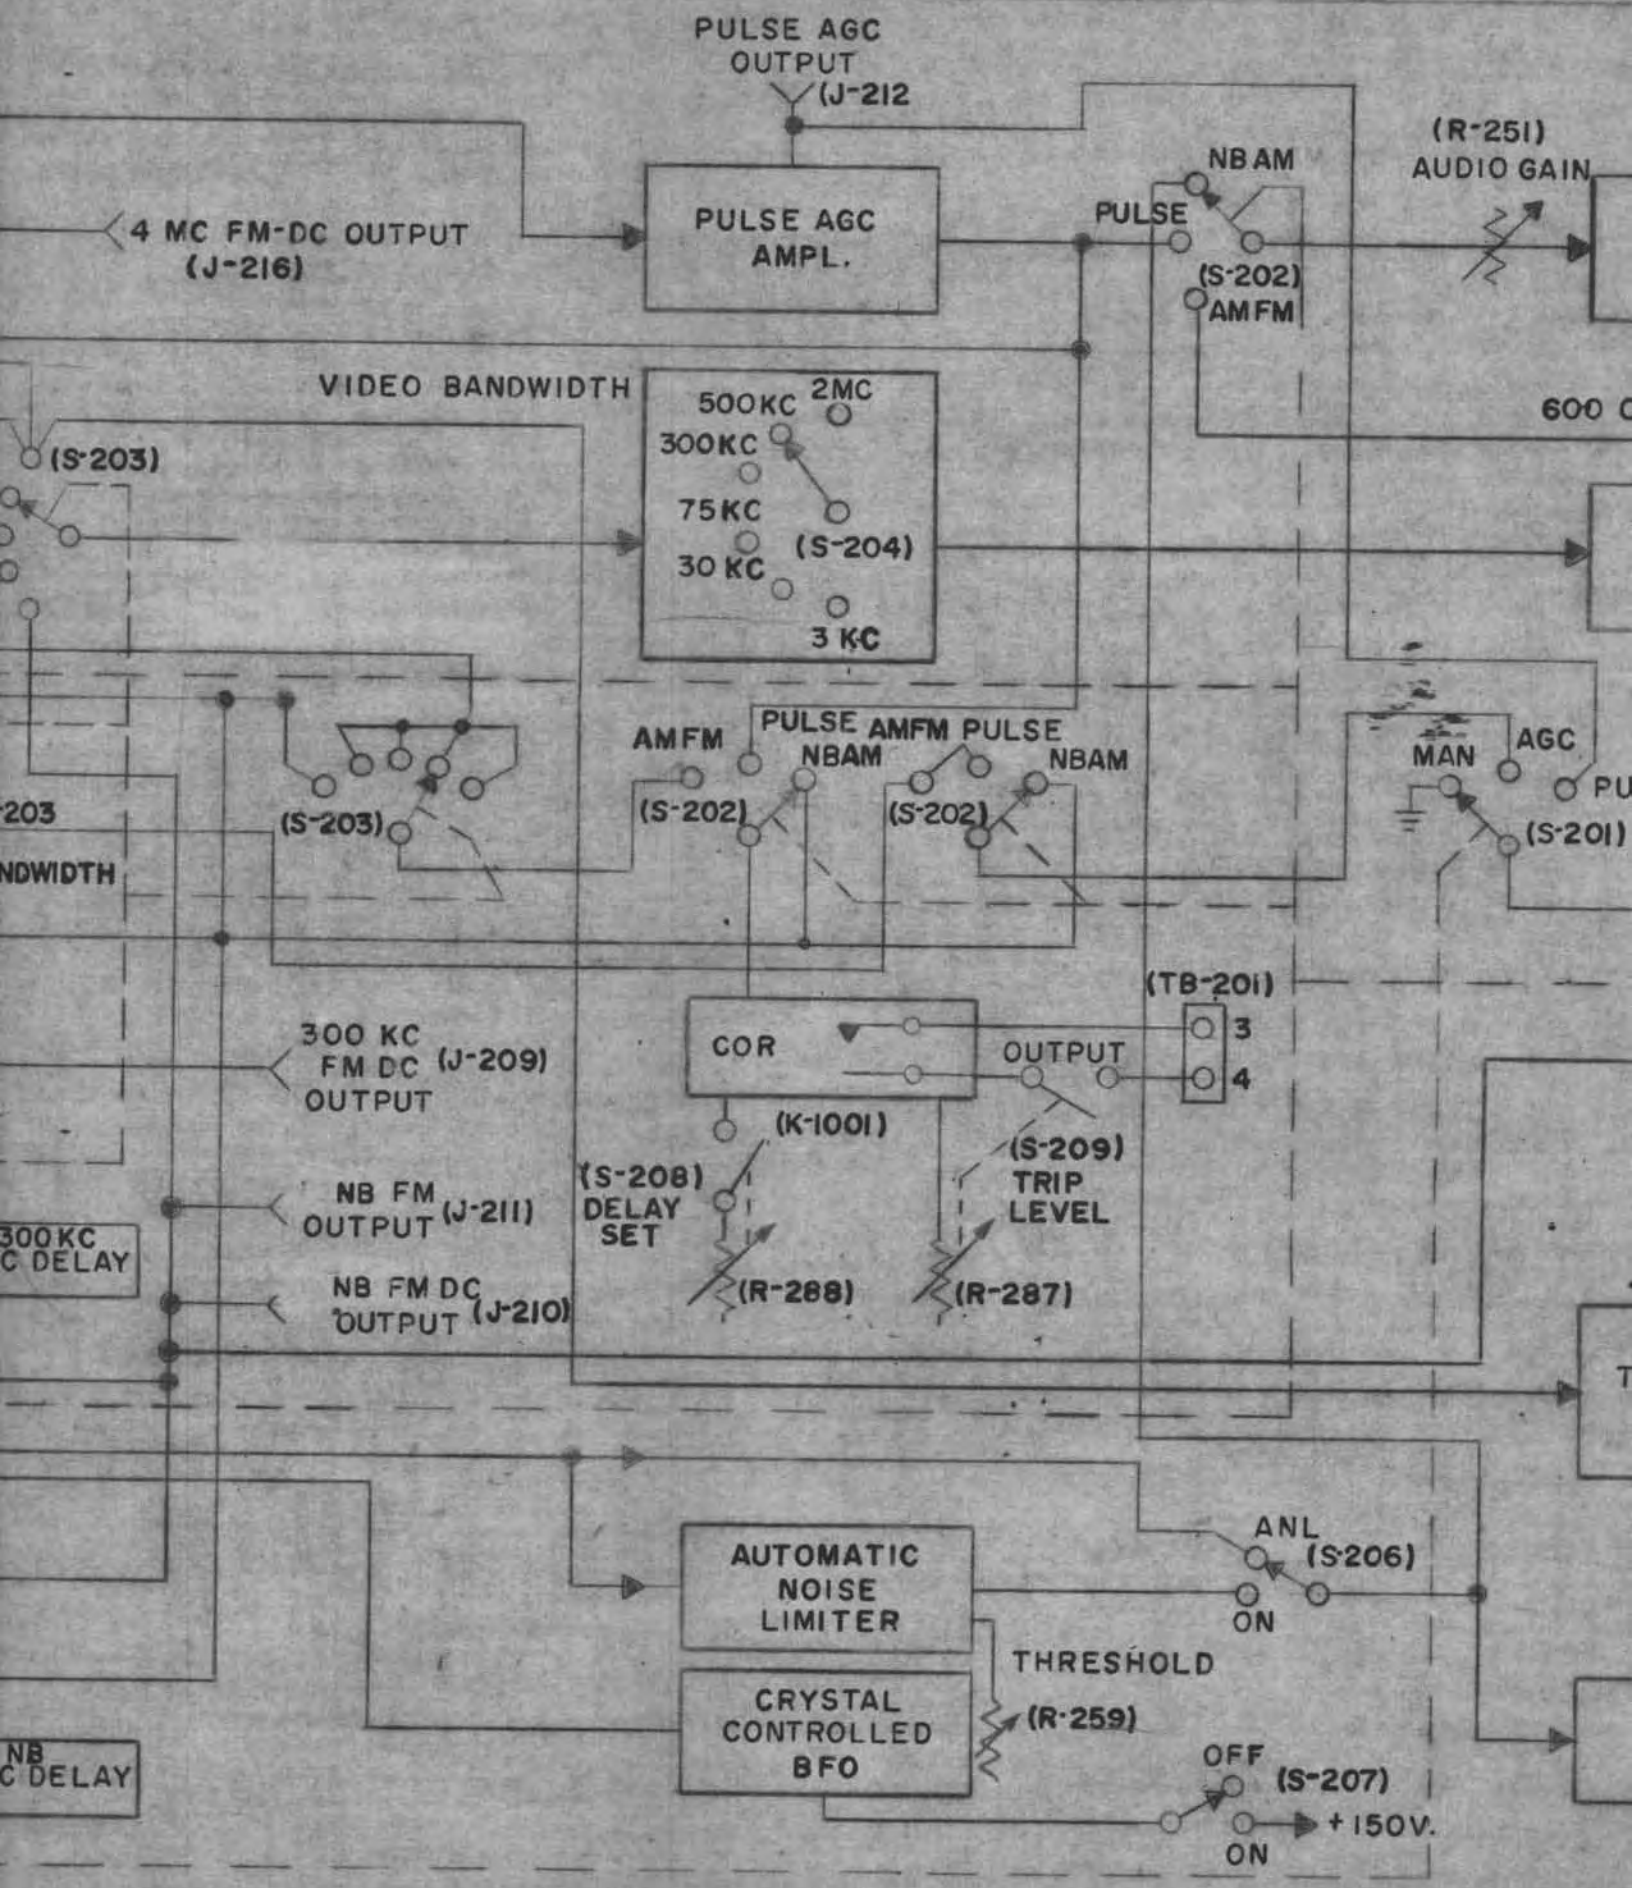 PULSE AGC
OUTPUT
(J-212
(R-251)
AUDIO GAIN
NBAM
PULSE
(S-202)
AMFM
4 MC FM-DC OUTPUT
(J-216)
PULSE AGC
AMPL.
VIDEO BANDWIDTH
2MC
500KC
300KC
75KC
30 KC
3 KC
(S-204)
600
(S-203)
AMFM
PULSE
NBAM
(S-202)
AMFM
PULSE
NBAM
(S-202)
MAN
AGC
PU
(S-201)
-203
(S-203)
NDWIDTH
(TB-201)
3
4
300 KC
FM DC (J-209)
OUTPUT
COR
OUTPUT
(K-1001)
(S-209)
TRIP
LEVEL
(S-208)
DELAY
SET
NB FM
OUTPUT (J-211)
300KC
C DELAY
(R-288)
(R-287)
NB FM DC
OUTPUT (J-210)
T
ANL
(S-206)
ON
AUTOMATIC
NOISE
LIMITER
THRESHOLD
(R-259)
CRYSTAL
CONTROLLED
BFO
NB
C DELAY
OFF
(S-207)
+150V.
ON